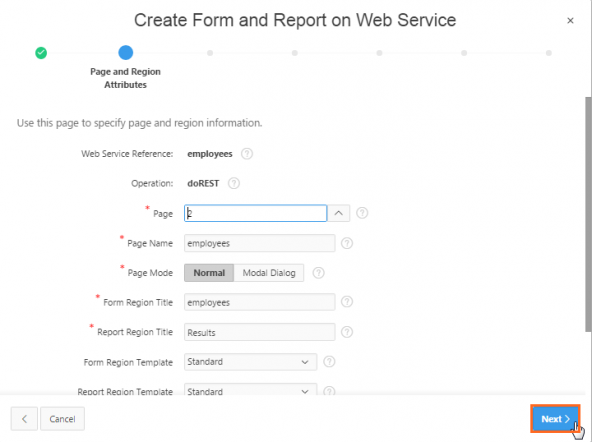 Create Form and Report on Web Service
Page and Region
Attributes
Use this page to specify page and region information.
Web Service Reference: employees
Operation: doREST
* Page 2
* Page Name employees
* Page Mode Normal Modal Dialog
* Form Region Title employees
* Report Region Title Results
Form Region Template Standard
Report Region Template Standard
Cancel
Next